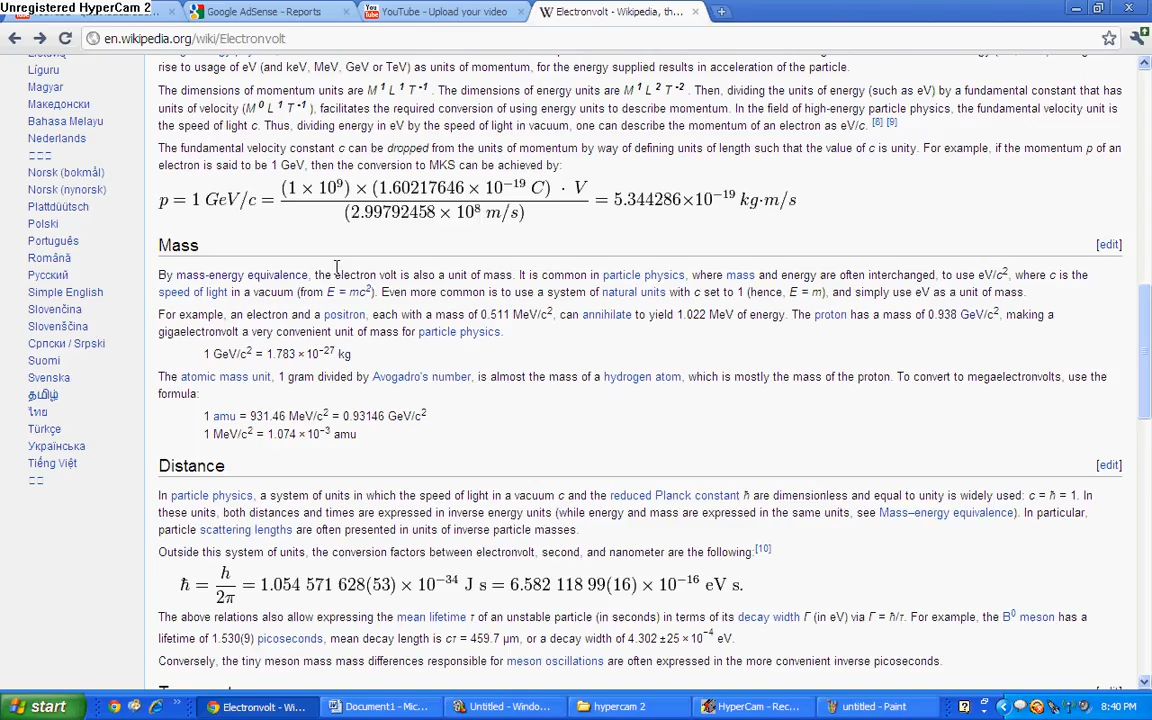 Unregistered HyperCam 2
Google AdSense - Reports
YouTube - Upload your video
Electronvolt - Wikipedia, th...
en.wikipedia.org/wiki/Electronvolt
rise to usage of eV (and keV, MeV, GeV or TeV) as units of momentum, for the energy supplied results in acceleration of the particle.
The dimensions of momentum units are M¹ L¹ T⁻¹. The dimensions of energy units are M¹ L² T⁻². Then, dividing the units of energy (such as eV) by a fundamental constant that has
units of velocity (M⁰ L¹ T⁻¹), facilitates the required conversion of using energy units to describe momentum. In the field of high-energy particle physics, the fundamental velocity unit is
the speed of light c. Thus, dividing energy in eV by the speed of light in vacuum, one can describe the momentum of an electron as eV/c. [8] [9]
The fundamental velocity constant c can be dropped from the units of momentum by way of defining units of length such that the value of c is unity. For example, if the momentum p of an
electron is said to be 1 GeV, then the conversion to MKS can be achieved by:
p = 1 GeV/c = (1 × 10⁹) × (1.60217646 × 10⁻¹⁹ C) · V / (2.99792458 × 10⁸ m/s) = 5.344286×10⁻¹⁹ kg·m/s
Mass [edit]
By mass-energy equivalence, the electron volt is also a unit of mass. It is common in particle physics, where mass and energy are often interchanged, to use eV/c², where c is the
speed of light in a vacuum (from E = mc²). Even more common is to use a system of natural units with c set to 1 (hence, E = m), and simply use eV as a unit of mass.
For example, an electron and a positron, each with a mass of 0.511 MeV/c², can annihilate to yield 1.022 MeV of energy. The proton has a mass of 0.938 GeV/c², making a
gigaelectronvolt a very convenient unit of mass for particle physics.
1 GeV/c² = 1.783 × 10⁻²⁷ kg
The atomic mass unit, 1 gram divided by Avogadro's number, is almost the mass of a hydrogen atom, which is mostly the mass of the proton. To convert to megaelectronvolts, use the
formula:
1 amu = 931.46 MeV/c² = 0.93146 GeV/c²
1 MeV/c² = 1.074 × 10⁻³ amu
Distance [edit]
In particle physics, a system of units in which the speed of light in a vacuum c and the reduced Planck constant ħ are dimensionless and equal to unity is widely used: c = ħ = 1. In
these units, both distances and times are expressed in inverse energy units (while energy and mass are expressed in the same units, see Mass–energy equivalence). In particular,
particle scattering lengths are often presented in units of inverse particle masses.
Outside this system of units, the conversion factors between electronvolt, second, and nanometer are the following:[10]
ħ = h / 2π = 1.054 571 628(53) × 10⁻³⁴ J s = 6.582 118 99(16) × 10⁻¹⁶ eV s.
The above relations also allow expressing the mean lifetime τ of an unstable particle (in seconds) in terms of its decay width Γ (in eV) via Γ = ħ/τ. For example, the B⁰ meson has a
lifetime of 1.530(9) picoseconds, mean decay length is cτ = 459.7 µm, or a decay width of 4.302 ±25 × 10⁻⁴ eV.
Conversely, the tiny meson mass mass differences responsible for meson oscillations are often expressed in the more convenient inverse picoseconds.
[edit]
Líguru
Magyar
Македонски
Bahasa Melayu
Nederlands
Norsk (bokmål)
Norsk (nynorsk)
Plattdüütsch
Polski
Português
Română
Русский
Simple English
Slovenčina
Slovenščina
Српски / Srpski
Suomi
Svenska
தமிழ்
ไทย
Türkçe
Українська
Tiếng Việt
start
Electronvolt - Wi...
Document1 - Mic...
Untitled - Windo...
hypercam 2
HyperCam - Rec...
untitled - Paint
8:40 PM